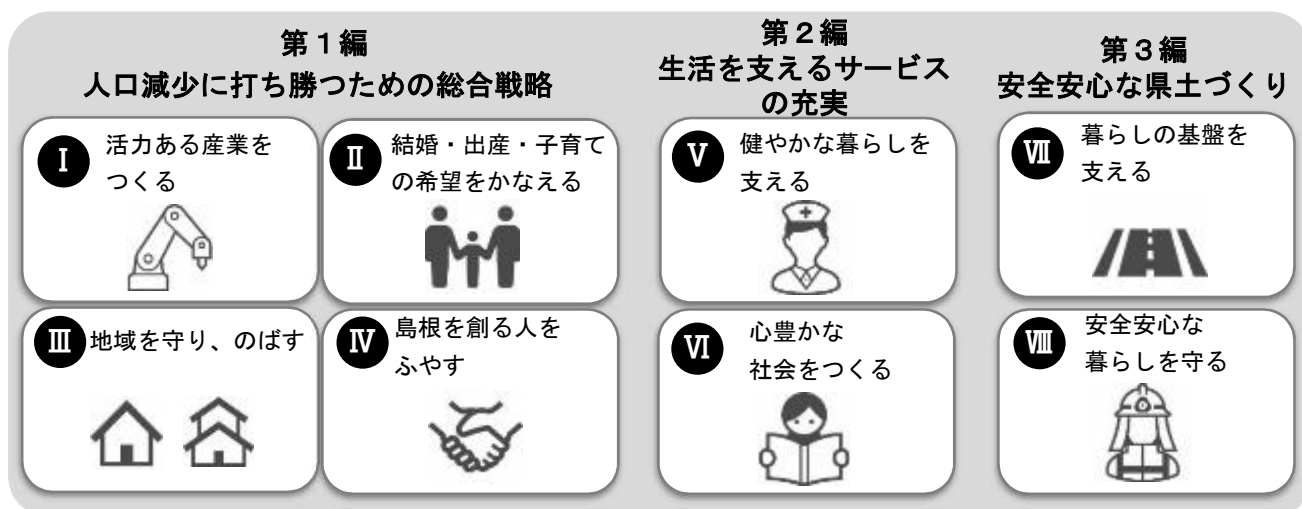 第1編
人口減少に打ち勝つための総合戦略
Ⅰ
活力ある産業を
つくる
Ⅱ
結婚・出産・子育て
の希望をかなえる
Ⅲ
地域を守り、のばす
Ⅳ
島根を創る人を
ふやす
第2編
生活を支えるサービス
の充実
Ⅴ
健やかな暮らしを
支える
Ⅵ
心豊かな
社会をつくる
第3編
安全安心な県土づくり
Ⅶ
暮らしの基盤を
支える
Ⅷ
安全安心な
暮らしを守る